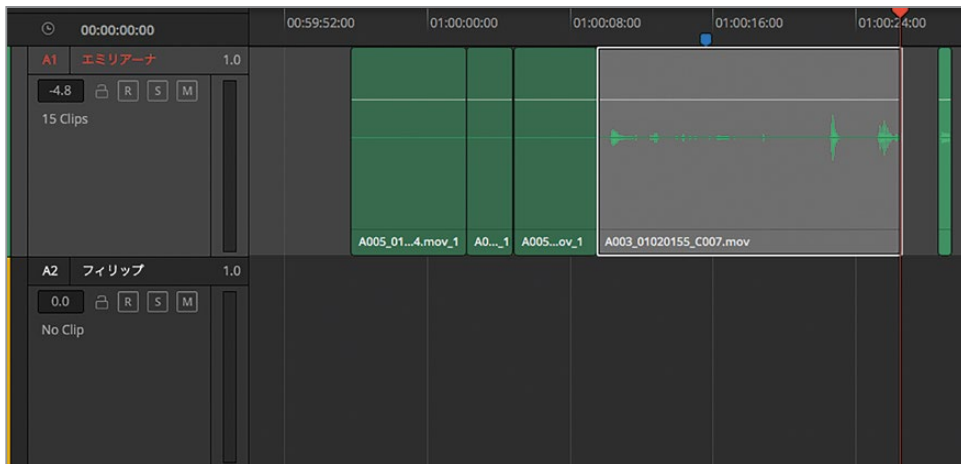 00:00:00:00
00:59:52:00 01:00:00:00 01:00:08:00 01:00:16:00 01:00:24:00
A1 エミリアーナ 1.0
-4.8 R S M
15 Clips
A005_01...4.mov_1 A0..._1 A005...ov_1 A003_01020155_C007.mov
A2 フィリップ 1.0
0.0 R S M
No Clip